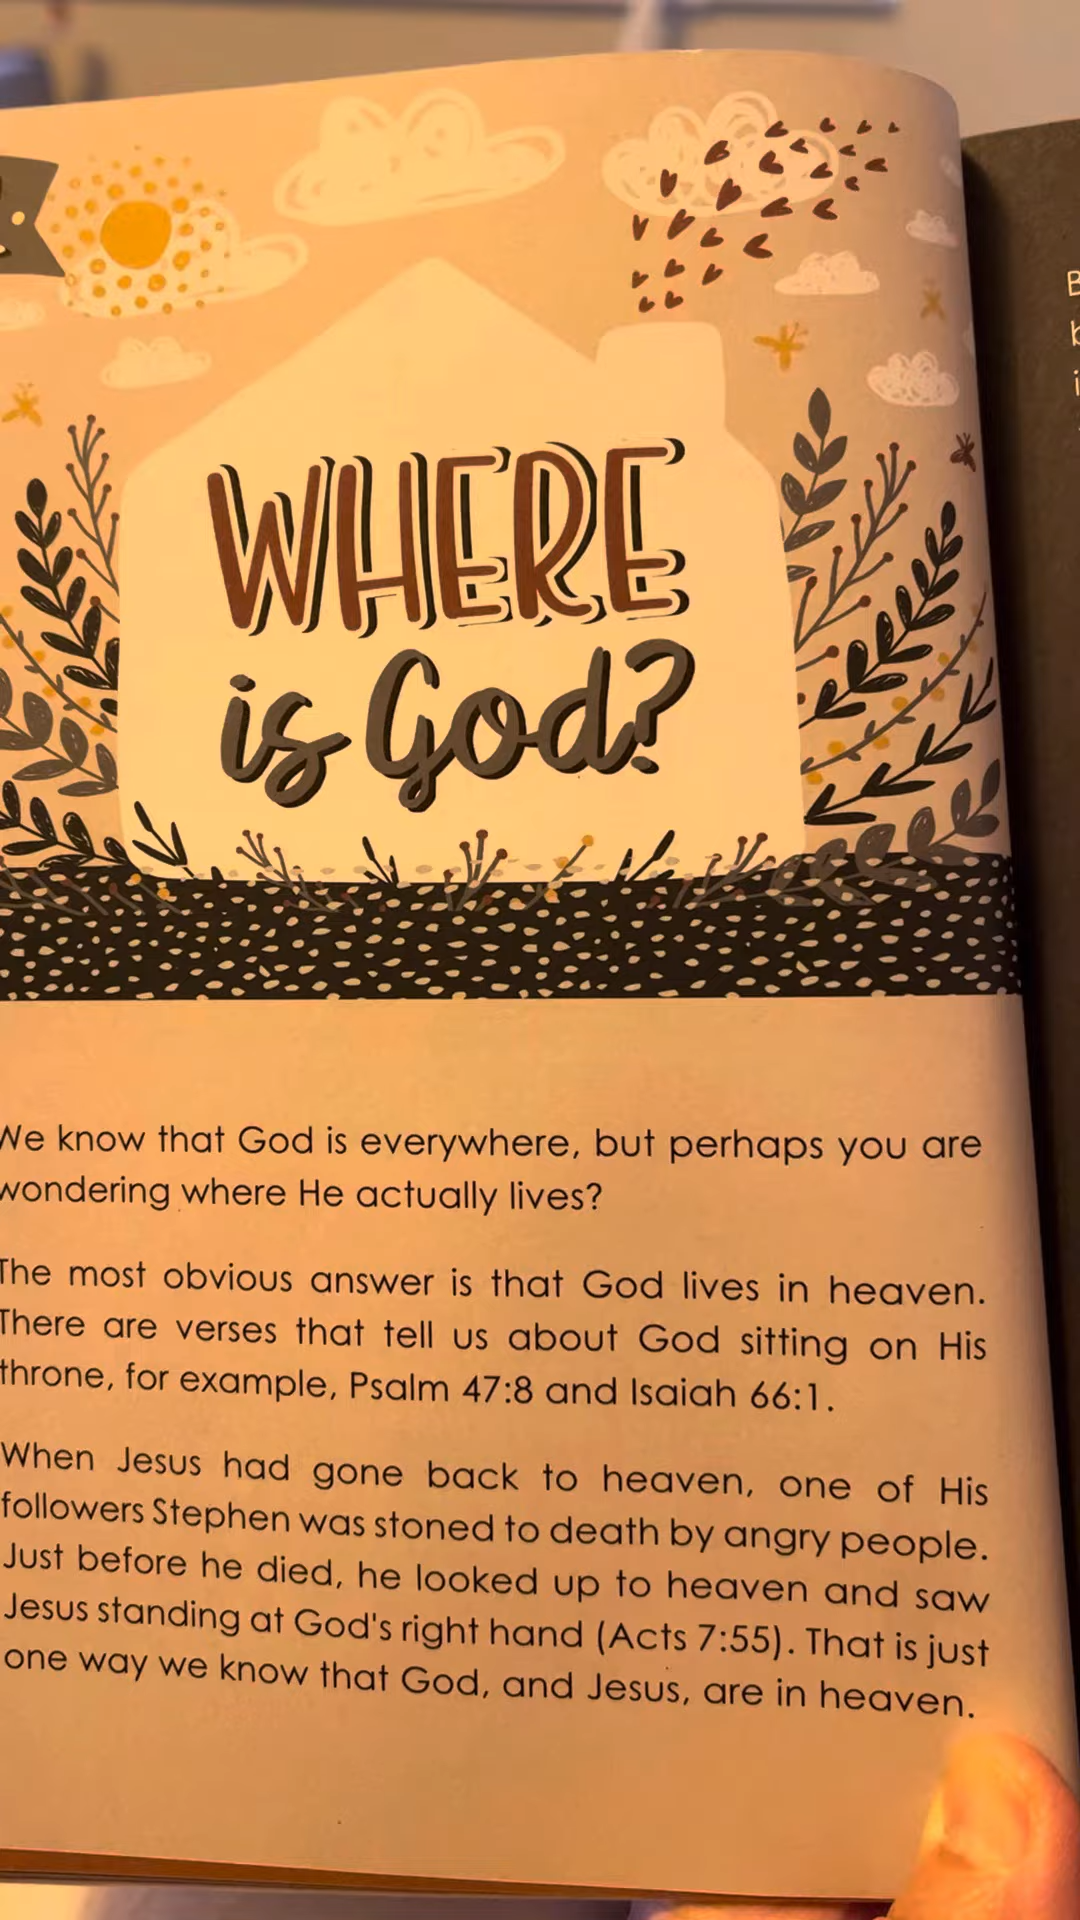 WHERE
is God?
We know that God is everywhere, but perhaps you are
wondering where He actually lives?
The most obvious answer is that God lives in heaven.
There are verses that tell us about God sitting on His
throne, for example, Psalm 47:8 and Isaiah 66:1.
When Jesus had gone back to heaven, one of His
followers Stephen was stoned to death by angry people.
Just before he died, he looked up to heaven and saw
Jesus standing at God's right hand (Acts 7:55). That is just
one way we know that God, and Jesus, are in heaven.